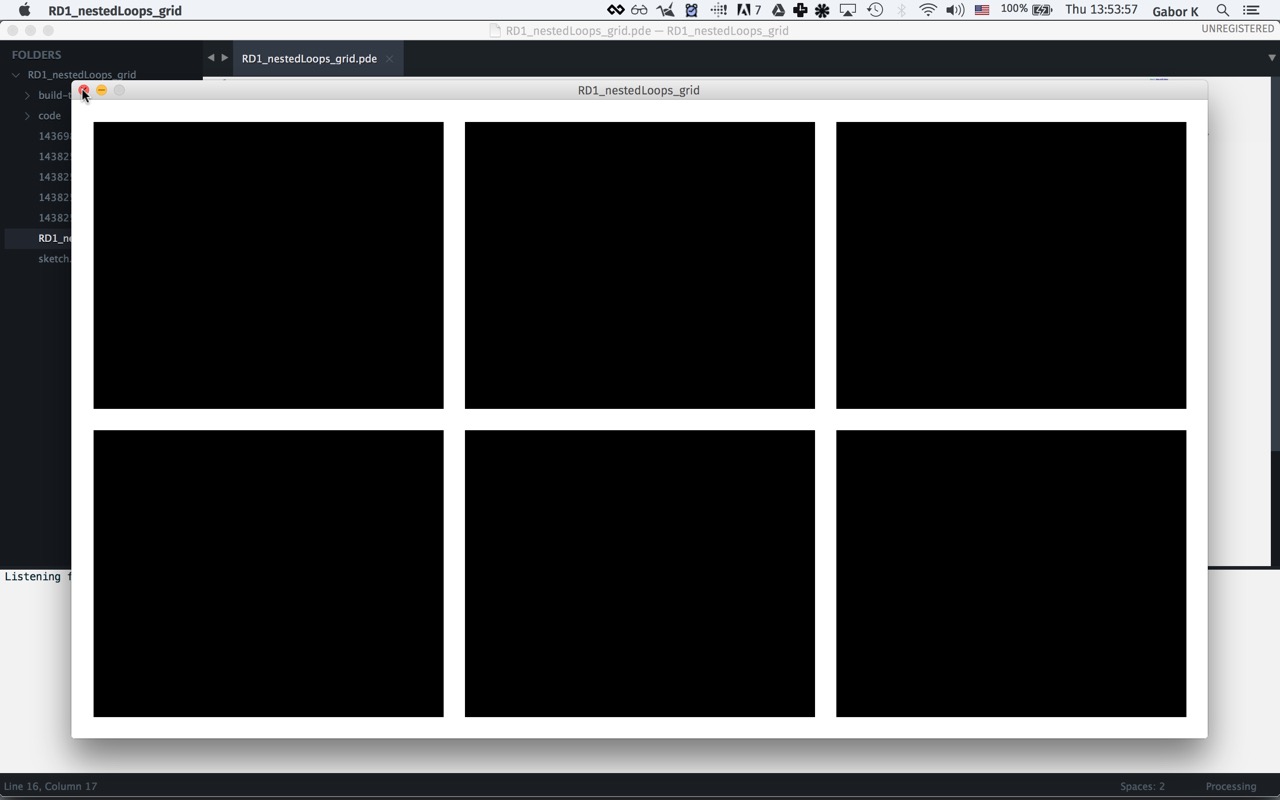 RD1_nestedLoops_grid
7
100%
Thu 13:53:57
Gabor K
RD1_nestedLoops_grid.pde — RD1_nestedLoops_grid
UNREGISTERED
FOLDERS
RD1_nestedLoops_grid.pde
RD1_nestedLoops_grid
RD1_nestedLoops_grid
build-t
code
14369
14382
14382
14382
14382
RD1_ne
sketch.
Listening f
Line 16, Column 17
Spaces: 2
Processing